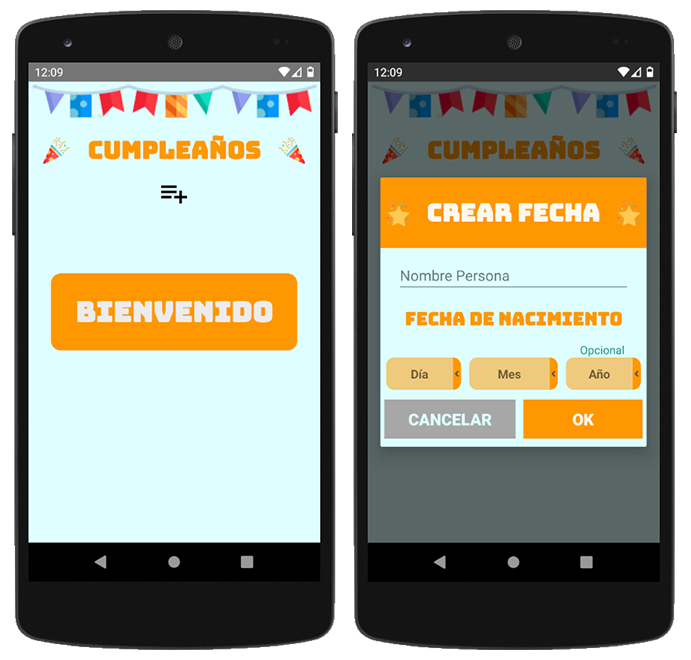 12:09
CUMPLEAÑOS
BIENVENIDO
12:09
CUMPLEAÑOS
CREAR FECHA
Nombre Persona
FECHA DE NACIMIENTO
Opcional
Día
Mes
Año
CANCELAR
OK